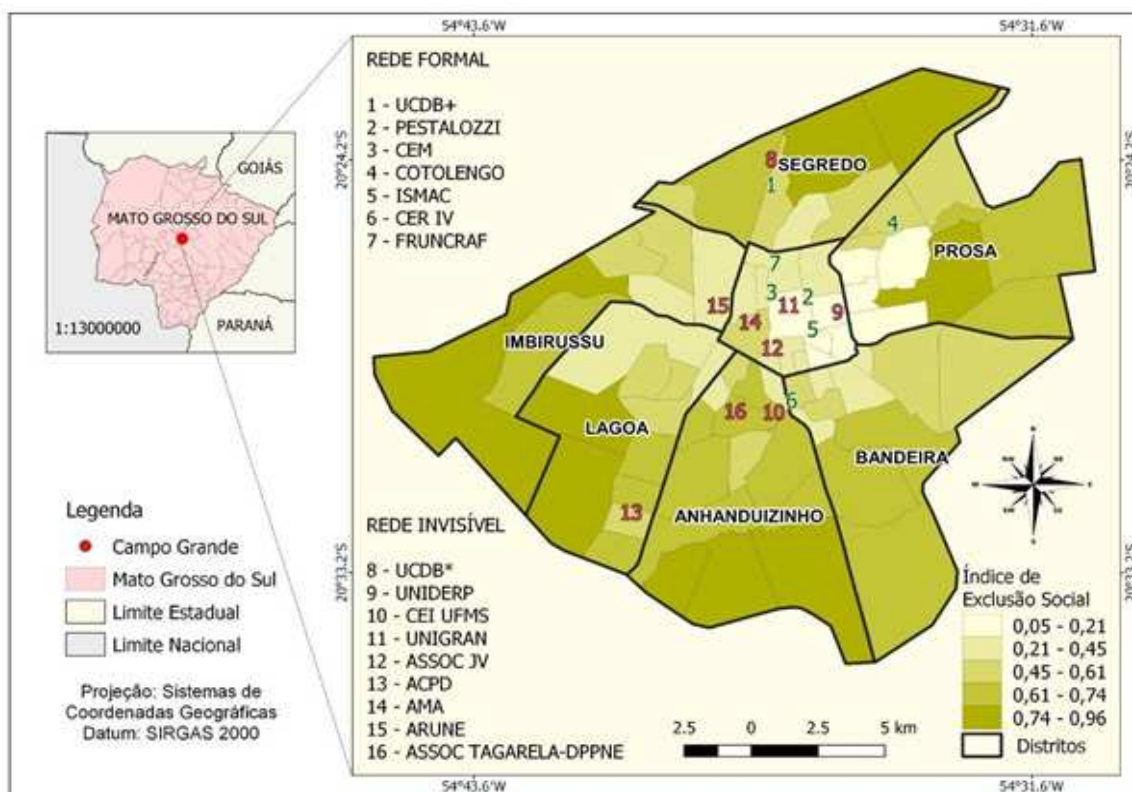 54°43.6'W
54°31.6'W
REDE FORMAL
1 - UCDB+
2 - PESTALOZZI
3 - CEM
4 - COTOLENGO
5 - ISMAC
6 - CER IV
7 - FRUNCRAF
20°24.2'S
20°24.2'S
GOIÁS
MATO GROSSO DO SUL
1:13000000
PARANÁ
8
SEGREDO
1
4
PROSA
7
3
2
15
11
9
14
5
12
IMBIRUSSU
6
16
10
LAGOA
BANDEIRA
13
ANHANDUIZINHO
N
W
E
S
Legenda
Campo Grande
Mato Grosso do Sul
Limite Estadual
Limite Nacional
Projeção: Sistemas de
Coordenadas Geográficas
Datum: SIRGAS 2000
REDE INVISÍVEL
8 - UCDB*
9 - UNIDERP
10 - CEI UFMS
11 - UNIGRAN
12 - ASSOC JV
13 - ACPD
14 - AMA
15 - ARUNE
16 - ASSOC TAGARELA-DPPNE
20°33.2'S
20°33.2'S
Índice de
Exclusão Social
0,05 - 0,21
0,21 - 0,45
0,45 - 0,61
0,61 - 0,74
0,74 - 0,96
Distritos
2.5 0 2.5 5 km
54°43.6'W
54°31.6'W